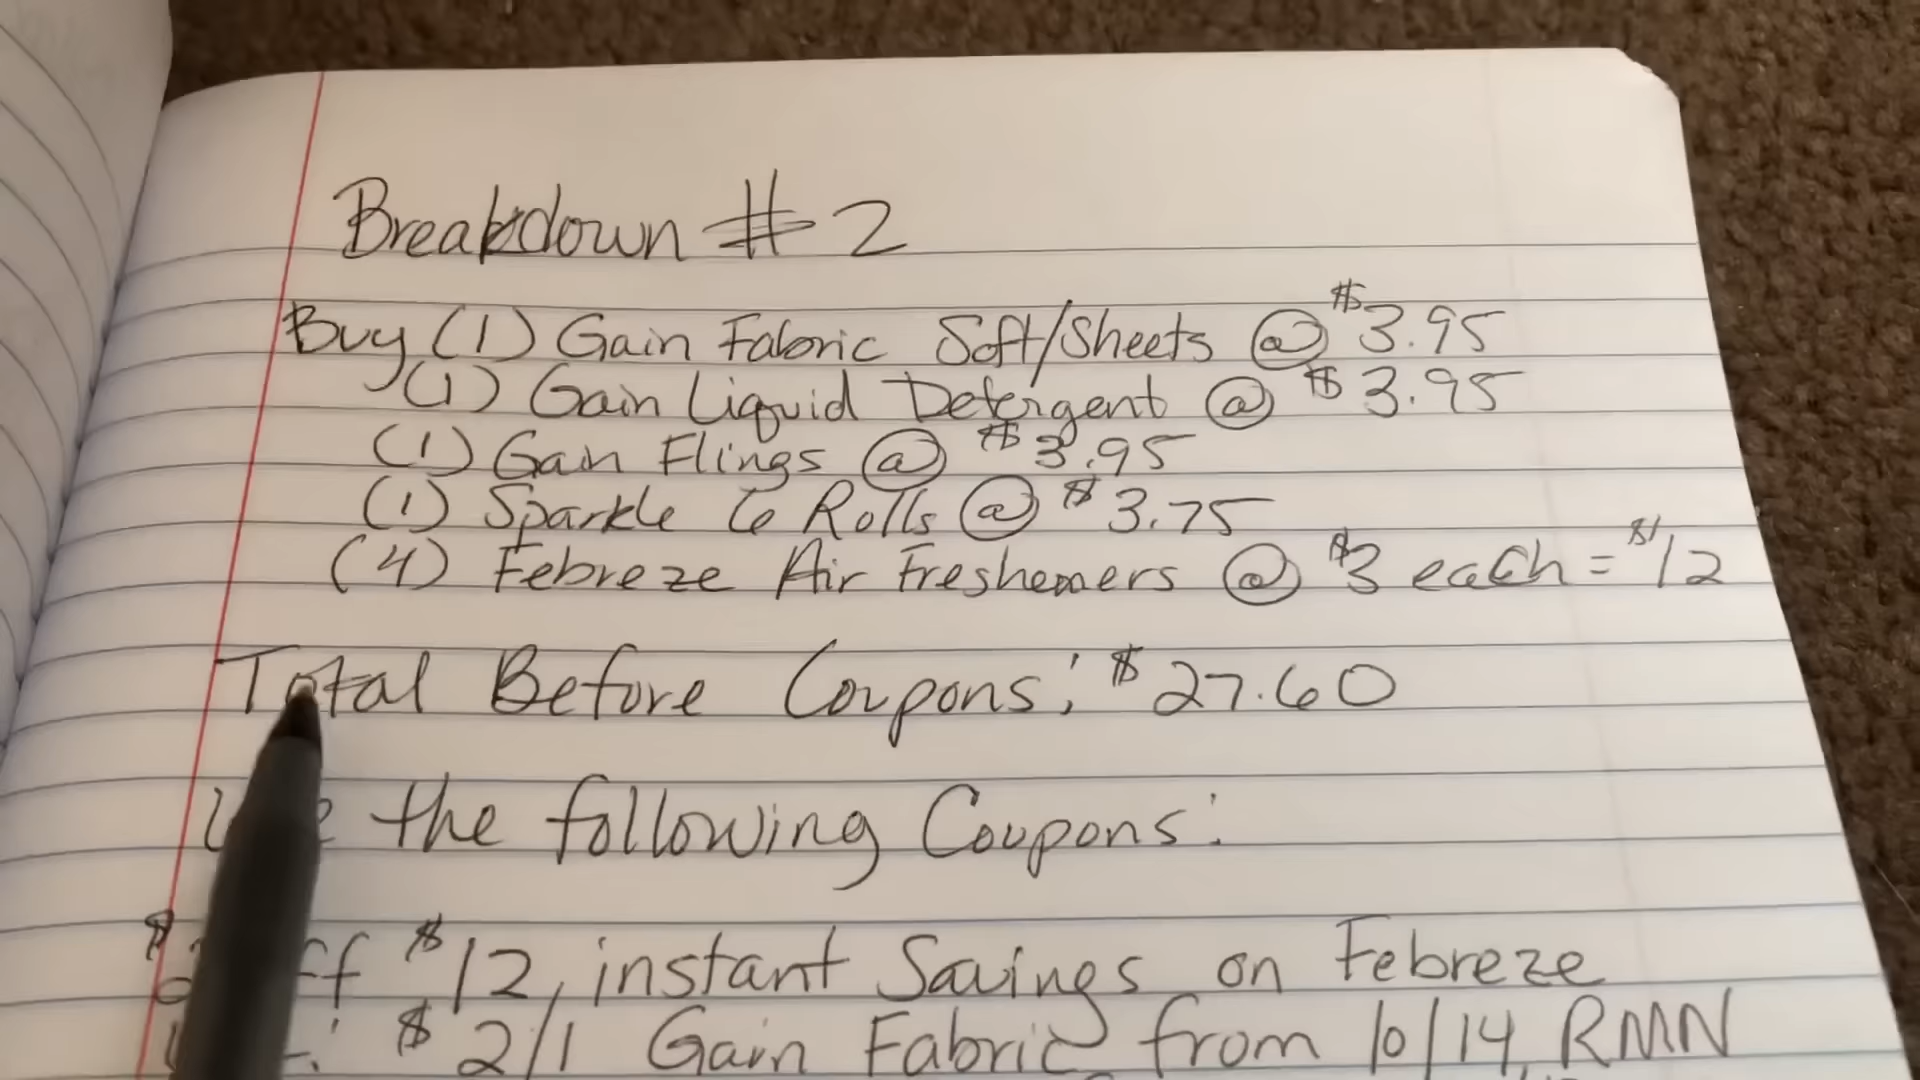 Breakdown #2
Buy (1) Gain Fabric Soft/Sheets @ $3.95
(1) Gain Liquid Detergent @ $3.95
(1) Gain Flings @ $3.95
(1) Sparkle 6 Rolls @ $3.75
(4) Febreze Air Fresheners @ $3 each = $12
Total Before Coupons: $27.60
the following Coupons:
$12, instant Savings on Febreze
$2/1 Gain Fabric from 10/14 RMN